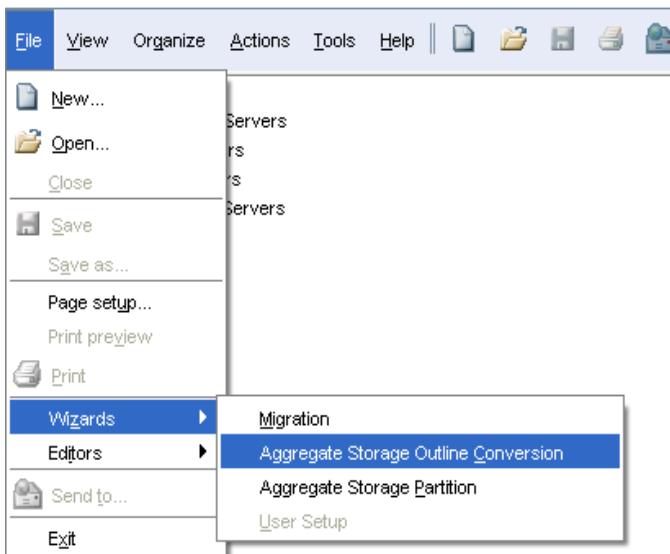 File View Organize Actions Tools Help
New...
Servers
Open...
rs
Close
rs
Servers
Save
Save as...
Page setup...
Print preview
Print
Wizards
Migration
Editors
Aggregate Storage Outline Conversion
Send to...
Aggregate Storage Partition
Exit
User Setup